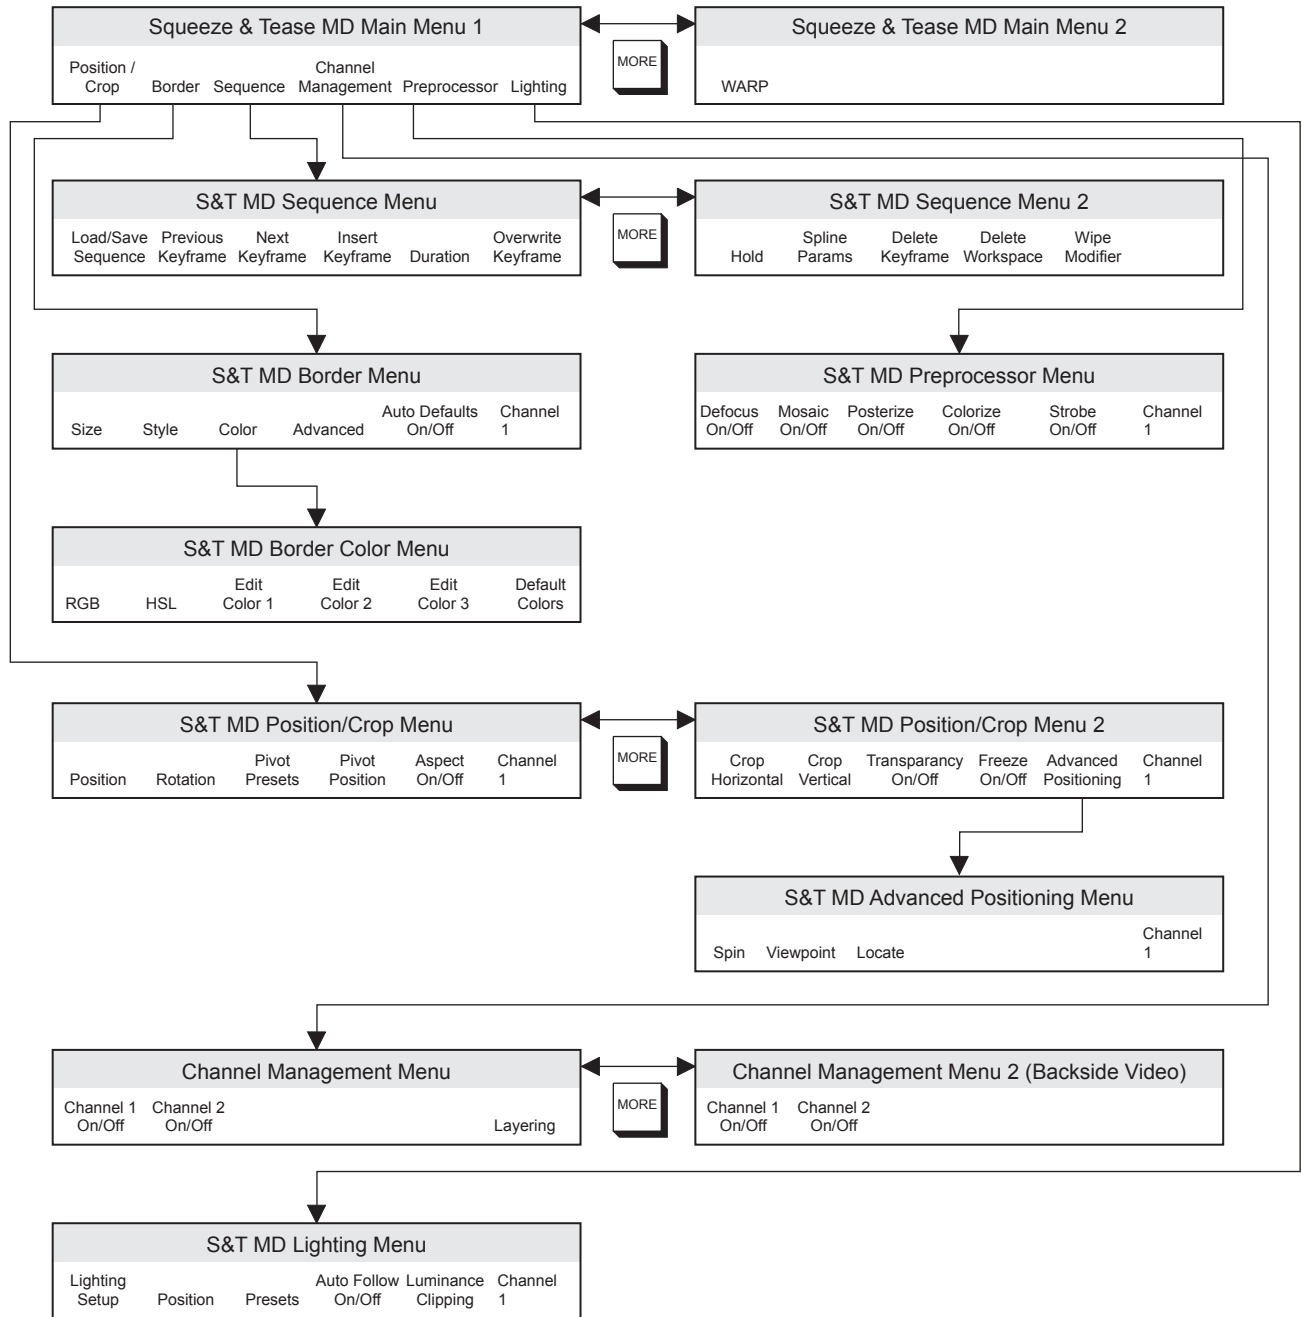 Squeeze & Tease MD Main Menu 1
Position / Crop
Border
Sequence
Channel Management
Preprocessor
Lighting
MORE
Squeeze & Tease MD Main Menu 2
WARP
S&T MD Sequence Menu
Load/Save Sequence
Previous Keyframe
Next Keyframe
Insert Keyframe
Duration
Overwrite Keyframe
MORE
S&T MD Sequence Menu 2
Hold
Spline Params
Delete Keyframe
Delete Workspace
Wipe Modifier
S&T MD Border Menu
Size
Style
Color
Advanced
Auto Defaults On/Off
Channel 1
S&T MD Preprocessor Menu
Defocus On/Off
Mosaic On/Off
Posterize On/Off
Colorize On/Off
Strobe On/Off
Channel 1
S&T MD Border Color Menu
RGB
HSL
Edit Color 1
Edit Color 2
Edit Color 3
Default Colors
S&T MD Position/Crop Menu
Position
Rotation
Pivot Presets
Pivot Position
Aspect On/Off
Channel 1
MORE
S&T MD Position/Crop Menu 2
Crop Horizontal
Crop Vertical
Transparancy On/Off
Freeze On/Off
Advanced Positioning
Channel 1
S&T MD Advanced Positioning Menu
Spin
Viewpoint
Locate
Channel 1
Channel Management Menu
Channel 1 On/Off
Channel 2 On/Off
Layering
MORE
Channel Management Menu 2 (Backside Video)
Channel 1 On/Off
Channel 2 On/Off
S&T MD Lighting Menu
Lighting Setup
Position
Presets
Auto Follow On/Off
Luminance Clipping
Channel 1